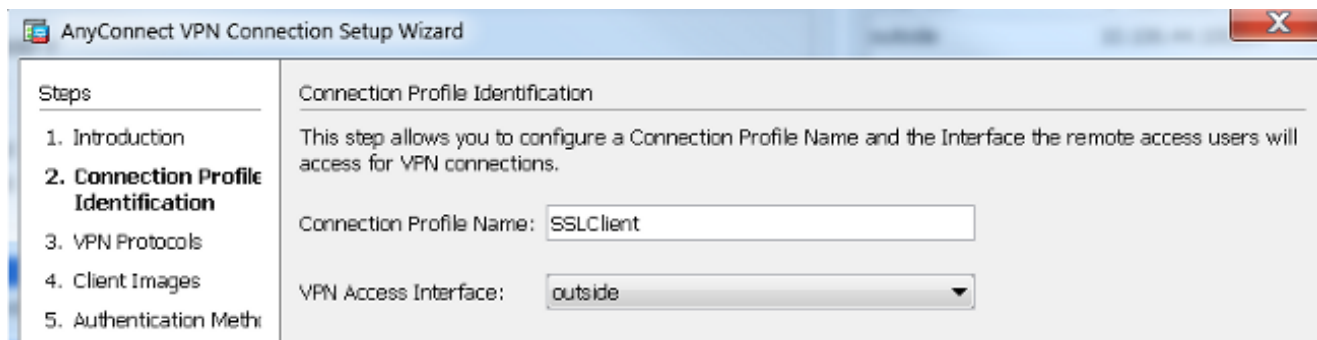 AnyConnect VPN Connection Setup Wizard
Steps
1. Introduction
2. Connection Profile
Identification
3. VPN Protocols
4. Client Images
5. Authentication Meth
Connection Profile Identification
This step allows you to configure a Connection Profile Name and the Interface the remote access users will
access for VPN connections.
Connection Profile Name: SSLClient
VPN Access Interface: outside